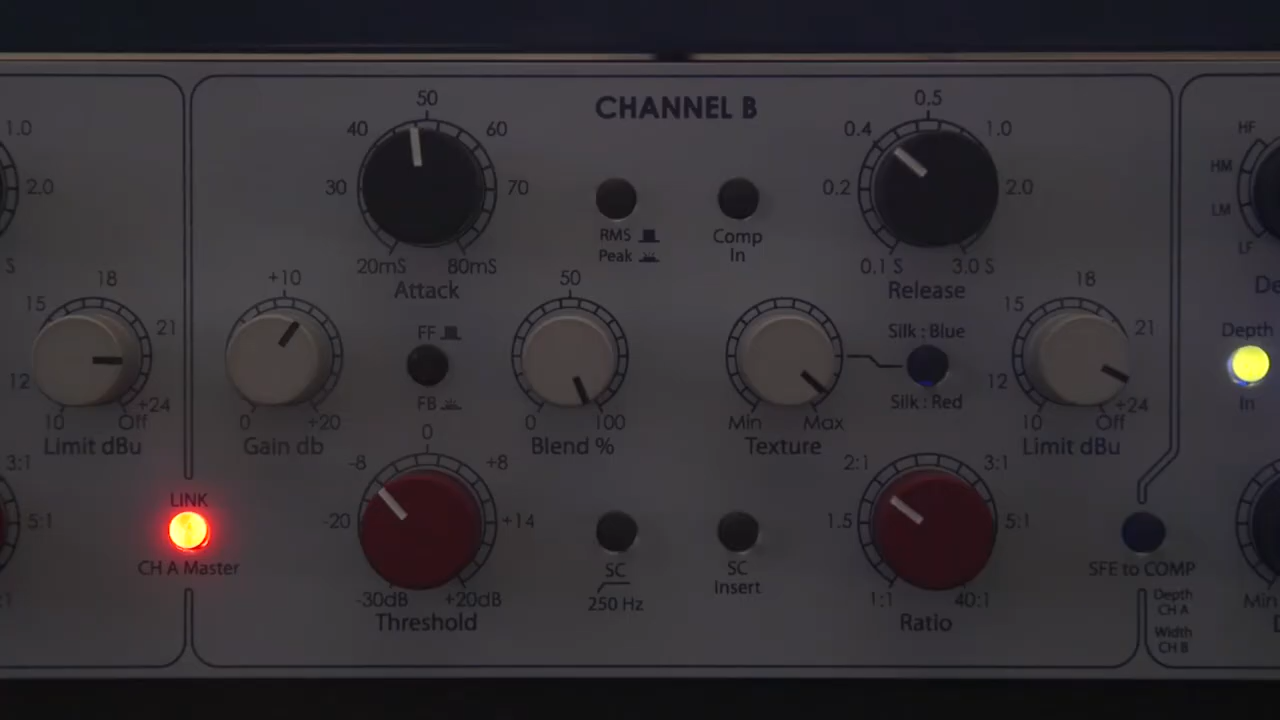 CHANNEL B
50
40
60
30
70
20mS
80mS
Attack
RMS
Peak
Comp
In
0.5
0.4
1.0
0.2
2.0
0.1 S
3.0 S
Release
1.0
2.0
S
18
15
21
12
+24
10
Off
Limit dBu
+10
0
+20
Gain db
FF
FB
50
0
100
Blend %
Min
Max
Texture
Silk : Blue
Silk : Red
18
15
21
12
+24
10
Off
Limit dBu
HF
HM
LM
LF
De
Depth
In
3:1
5:1
:1
LINK
CH A Master
0
-8
+8
-20
+14
-30dB
+20dB
Threshold
SC
250 Hz
SC
Insert
2:1
3:1
1.5
5:1
1:1
40:1
Ratio
SFE to COMP
Depth
CH A
Width
CH B
Min